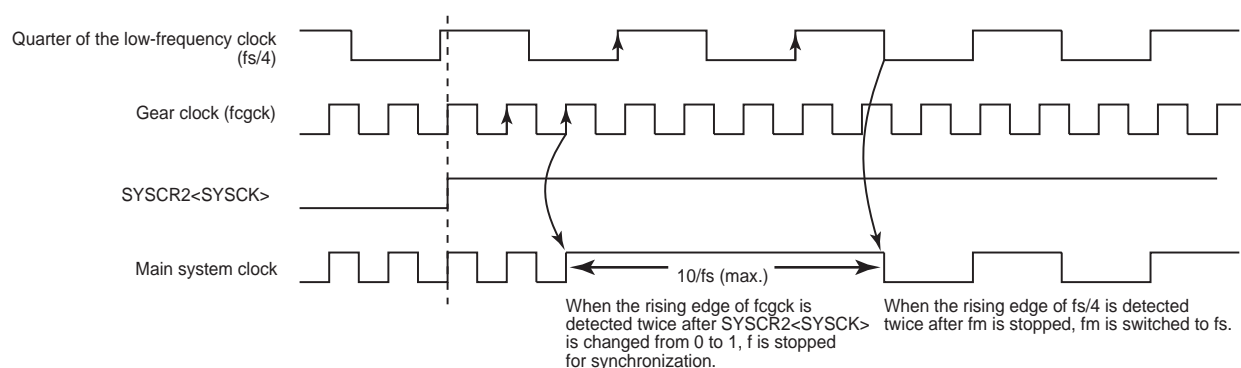 Quarter of the low-frequency clock
(fs/4)
Gear clock (fcgck)
SYSCR2<SYSCK>
Main system clock
10/fs (max.)
When the rising edge of fcgck is
detected twice after SYSCR2<SYSCK>
is changed from 0 to 1, f is stopped
for synchronization.
When the rising edge of fs/4 is detected
twice after fm is stopped, fm is switched to fs.